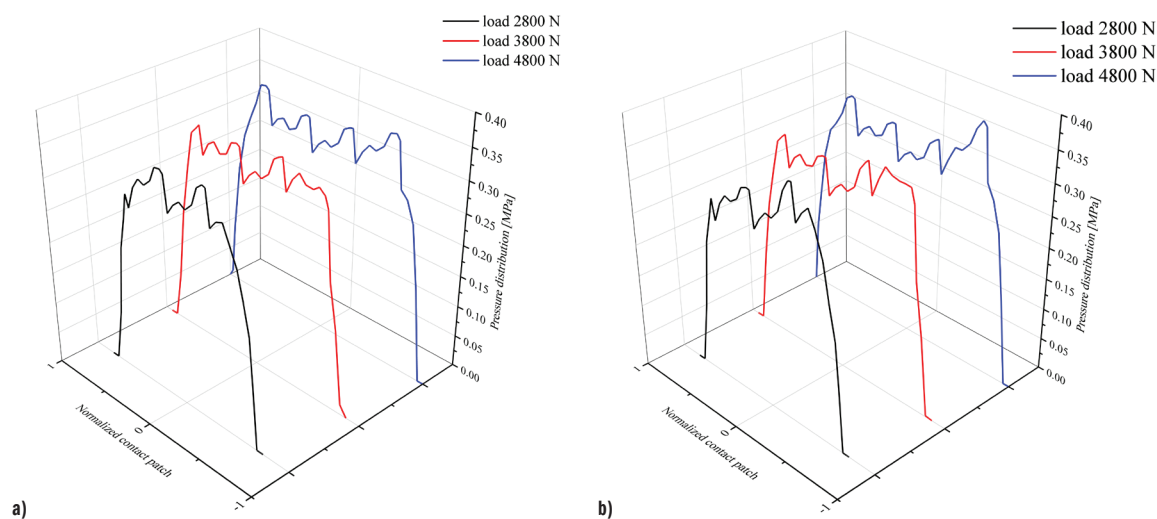 load 2800 N
load 3800 N
load 4800 N
0.40
0.35
0.30
0.25
0.20
0.15
0.10
0.05
0.00
Pressure distribution [MPa]
1
0
-1
Normalized contact patch
a)
load 2800 N
load 3800 N
load 4800 N
0.40
0.35
0.30
0.25
0.20
0.15
0.10
0.05
0.00
Pressure distribution [MPa]
1
0
-1
Normalized contact patch
b)